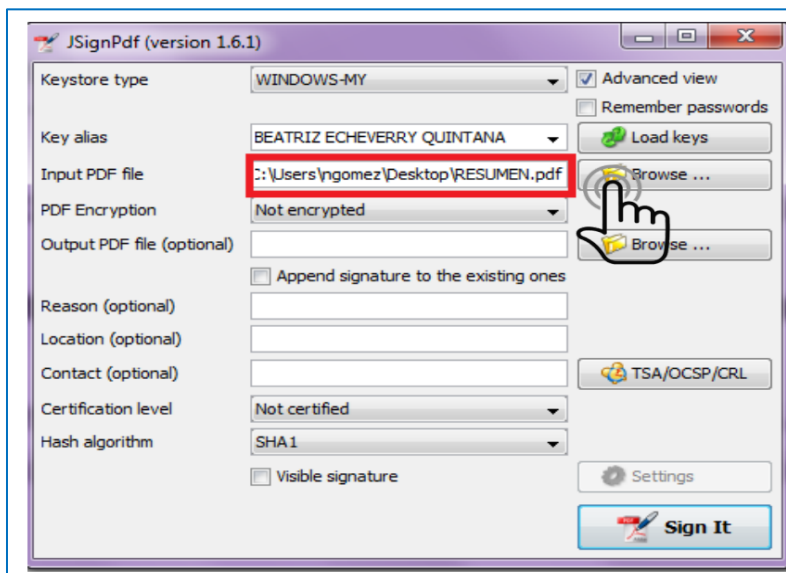 JSignPdf (version 1.6.1)
Keystore type WINDOWS-MY Advanced view
Remember passwords
Key alias BEATRIZ ECHEVERRY QUINTANA Load keys
Input PDF file C:\Users\ngomez\Desktop\RESUMEN.pdf Browse ...
PDF Encryption Not encrypted
Output PDF file (optional) Browse ...
Append signature to the existing ones
Reason (optional)
Location (optional)
Contact (optional) TSA/OCSP/CRL
Certification level Not certified
Hash algorithm SHA1
Visible signature Settings
Sign It